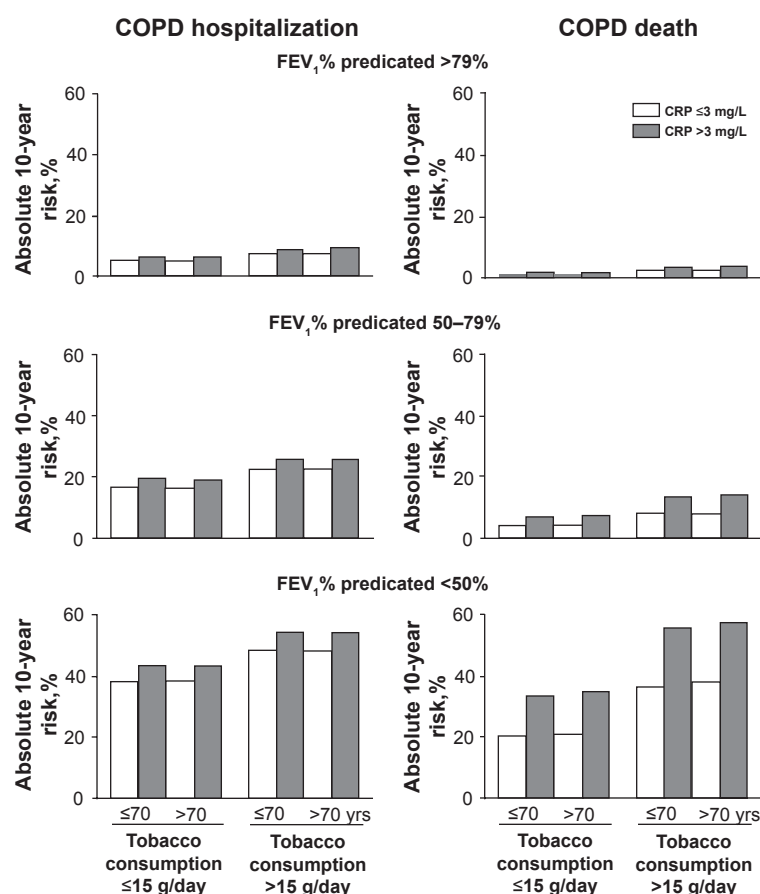 COPD hospitalization
COPD death
FEV₁% predicated >79%
Absolute 10-year
risk,%
60
40
20
0
Absolute 10-year
risk,%
60
40
20
0
CRP ≤3 mg/L
CRP >3 mg/L
FEV₁% predicated 50–79%
Absolute 10-year
risk,%
60
40
20
0
Absolute 10-year
risk,%
60
40
20
0
FEV₁% predicated <50%
Absolute 10-year
risk,%
60
40
20
0
Absolute 10-year
risk,%
60
40
20
0
≤70 >70 ≤70 >70 yrs
Tobacco
consumption
≤15 g/day
Tobacco
consumption
>15 g/day
≤70 >70 ≤70 >70 yrs
Tobacco
consumption
≤15 g/day
Tobacco
consumption
>15 g/day